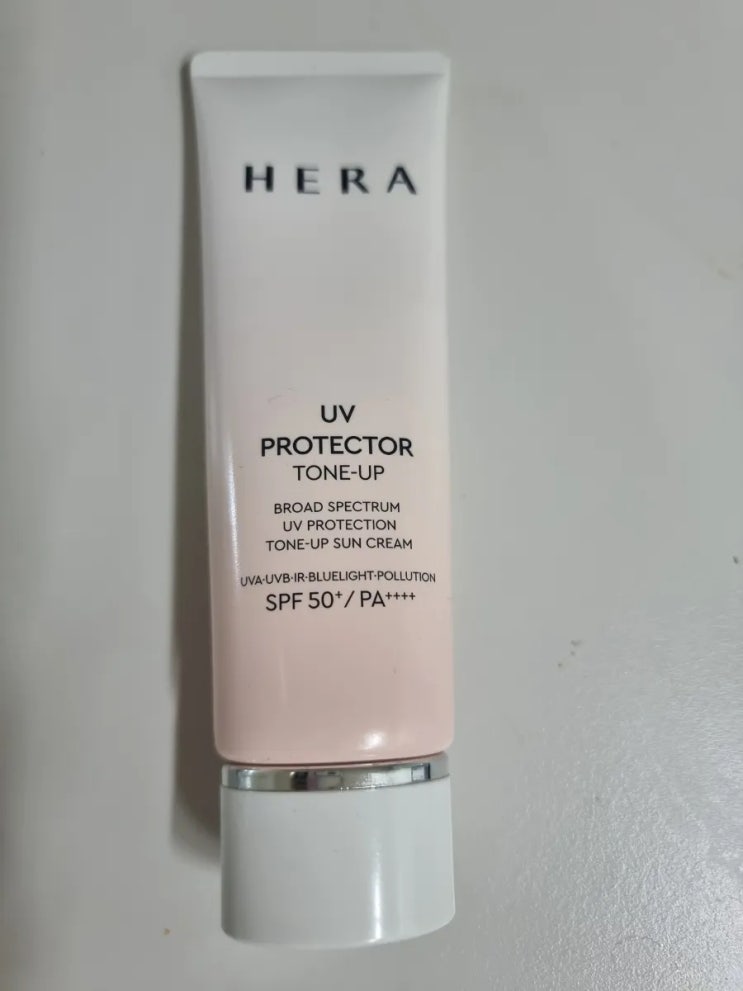 HERA
UV
PROTECTOR
TONE-UP
BROAD SPECTRUM
UV PROTECTION
TONE-UP SUN CREAM
UVA·UVB·IR·BLUELIGHT·POLLUTION
SPF 50+/ PA++++